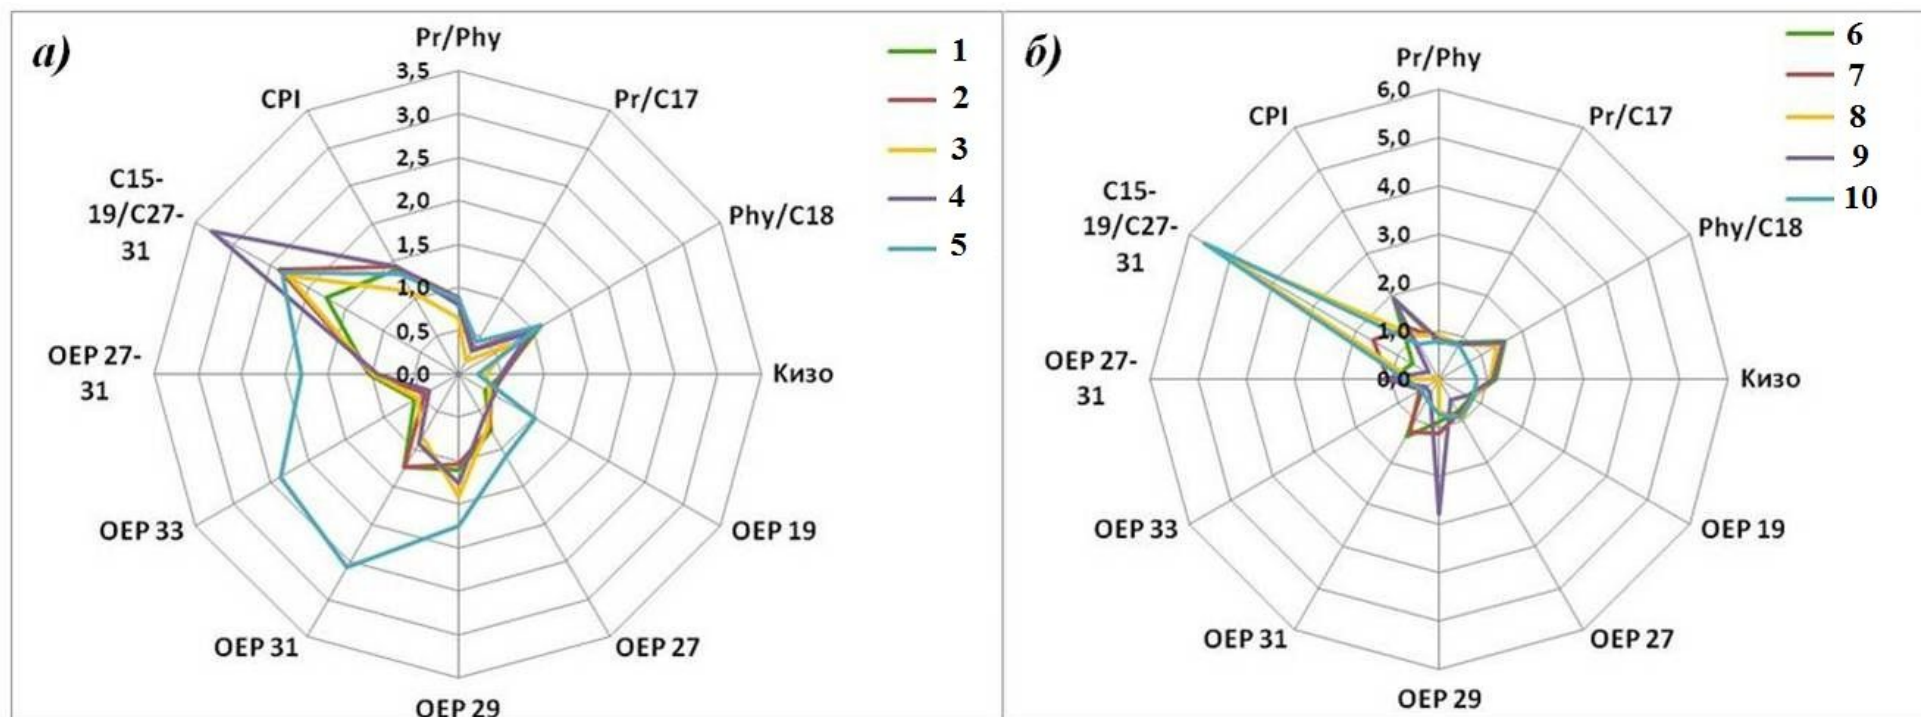 а)
Pr/Phy
3,5
3,0
2,5
2,0
1,5
1,0
0,5
0,0
Pr/C17
Phy/C18
Кизо
OEP 19
OEP 27
OEP 29
OEP 31
OEP 33
OEP 27-
31
C15-
19/C27-
31
CPI
1
2
3
4
5
б)
Pr/Phy
6,0
5,0
4,0
3,0
2,0
1,0
0,0
Pr/C17
Phy/C18
Кизо
OEP 19
OEP 27
OEP 29
OEP 31
OEP 33
OEP 27-
31
C15-
19/C27-
31
CPI
6
7
8
9
10